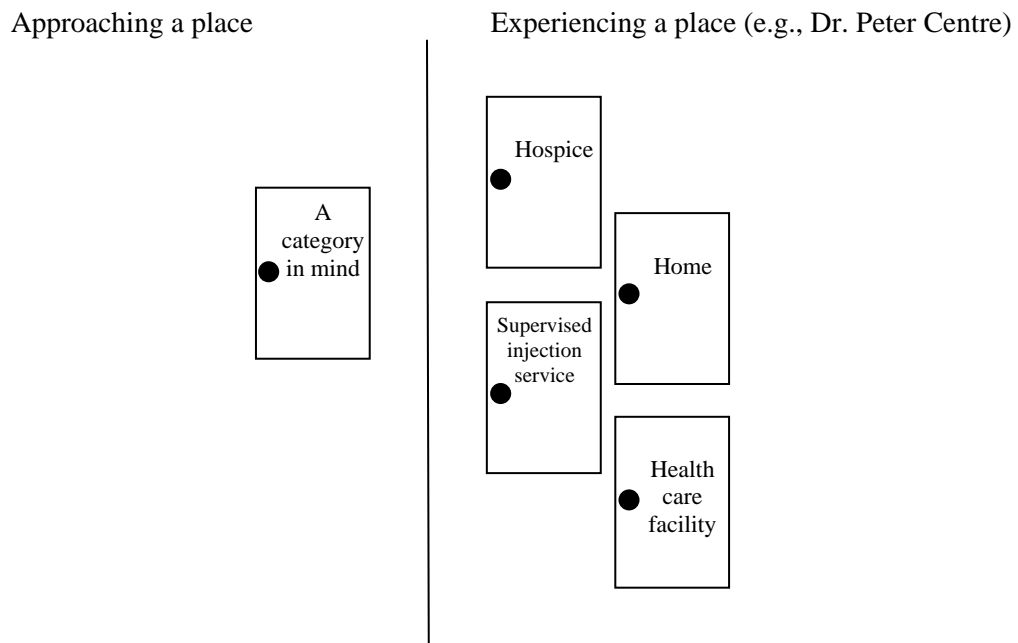 Approaching a place
Experiencing a place (e.g., Dr. Peter Centre)
A
category
in mind
Hospice
Home
Supervised
injection
service
Health
care
facility